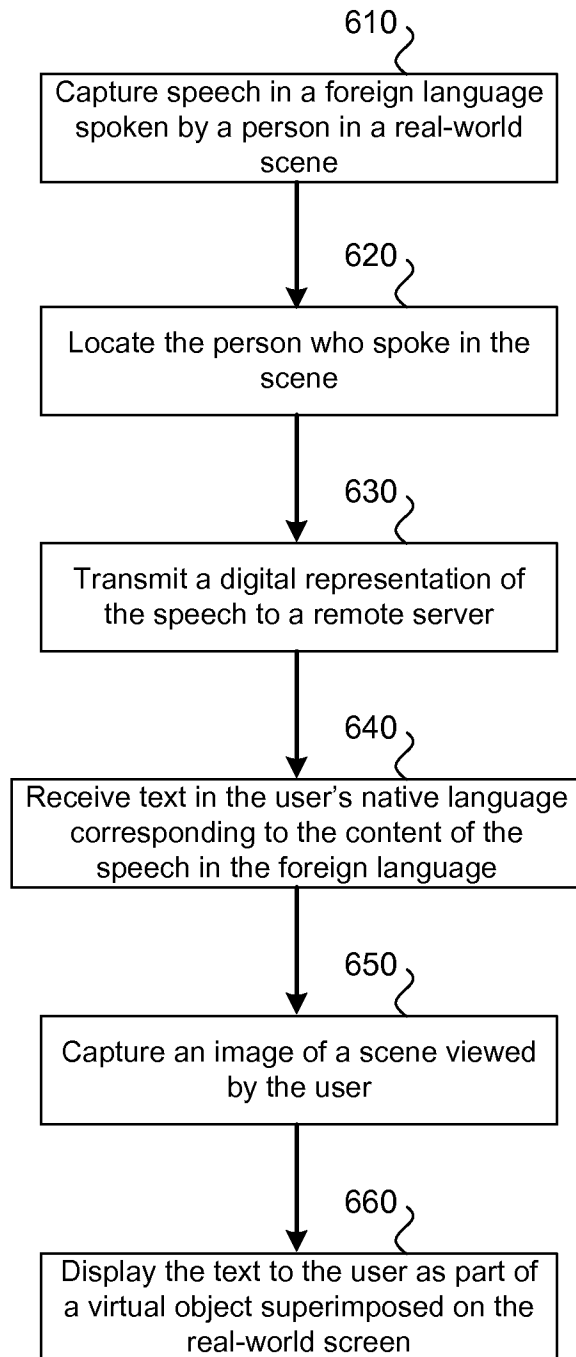 610
Capture speech in a foreign language
spoken by a person in a real-world
scene
620
Locate the person who spoke in the
scene
630
Transmit a digital representation of
the speech to a remote server
640
Receive text in the user's native language
corresponding to the content of the
speech in the foreign language
650
Capture an image of a scene viewed
by the user
660
Display the text to the user as part of
a virtual object superimposed on the
real-world screen